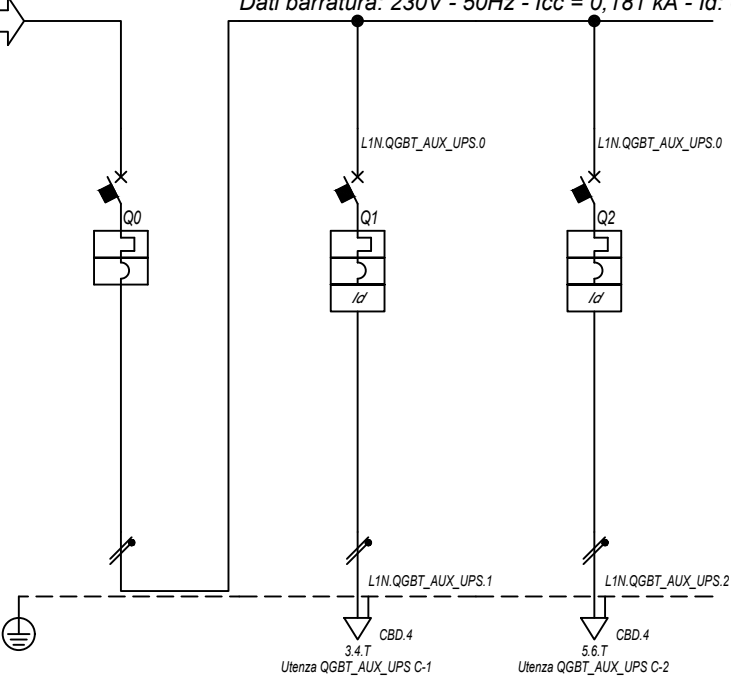 Dati barratura: 230V - 50Hz - Icc = 0,181 kA - Id:
L1N.QGBT_AUX_UPS.0
L1N.QGBT_AUX_UPS.0
Q0
Q1
Q2
Id
Id
L1N.QGBT_AUX_UPS.1
L1N.QGBT_AUX_UPS.2
CBD.4
CBD.4
3.4.T
5.6.T
Utenza QGBT_AUX_UPS C-1
Utenza QGBT_AUX_UPS C-2